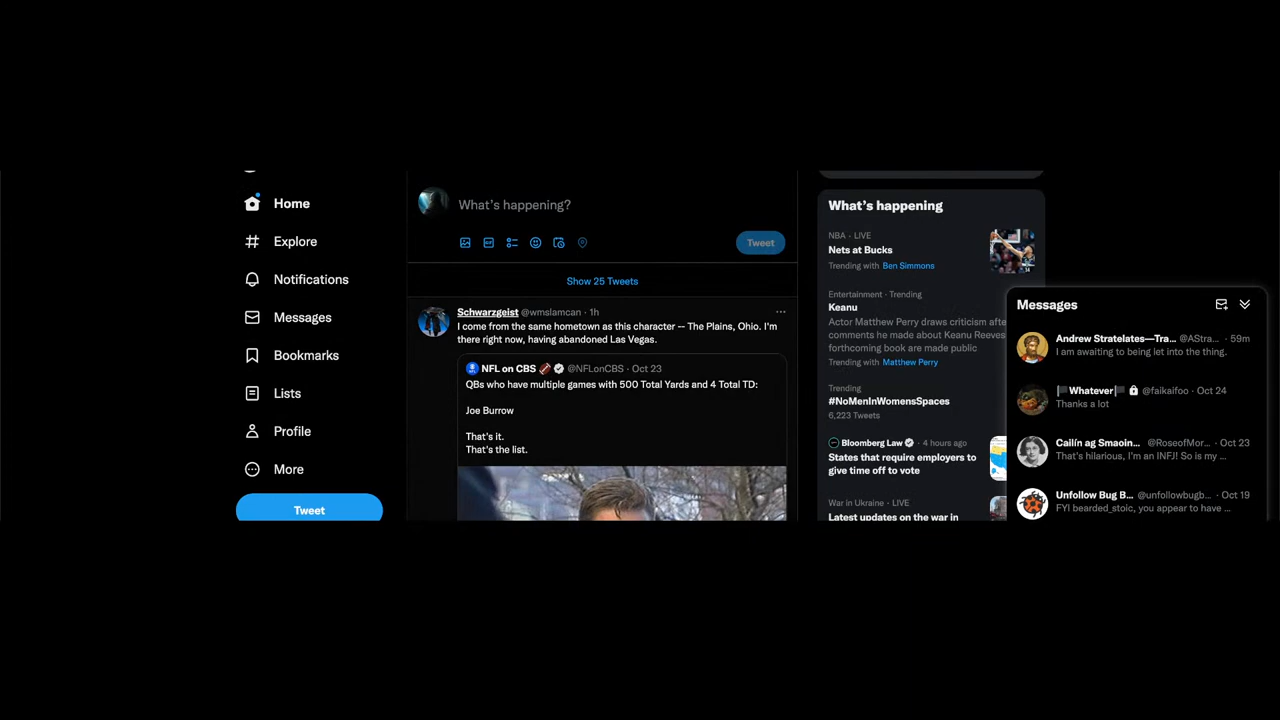 Home
Explore
Notifications
Messages
Bookmarks
Lists
Profile
More
Tweet
What's happening?
Tweet
Show 25 Tweets
Schwarzgeist @wmslamcan · 1h
I come from the same hometown as this character -- The Plains, Ohio. I'm
there right now, having abandoned Las Vegas.
NFL on CBS 🏈 @NFLonCBS · Oct 23
QBs who have multiple games with 500 Total Yards and 4 Total TD:
Joe Burrow
That's it.
That's the list.
What's happening
NBA · LIVE
Nets at Bucks
Trending with Ben Simmons
Entertainment · Trending
Keanu
Actor Matthew Perry draws criticism afte
comments he made about Keanu Reeves
forthcoming book are made public
Trending with Matthew Perry
Trending
#NoMenInWomensSpaces
6,223 Tweets
Bloomberg Law · 4 hours ago
States that require employers to
give time off to vote
War in Ukraine · LIVE
Latest updates on the war in
Messages
Andrew Stratelates—Tra... @AStra... · 59m
I am awaiting to being let into the thing.
🏴Whatever🏴 🔒 @faikaifoo · Oct 24
Thanks a lot
Cailín ag Smaoin... @RoseofMor... · Oct 23
That's hilarious, I'm an INFJ! So is my ...
Unfollow Bug B... @unfollowbugb... · Oct 19
FYI bearded_stoic, you appear to have ...